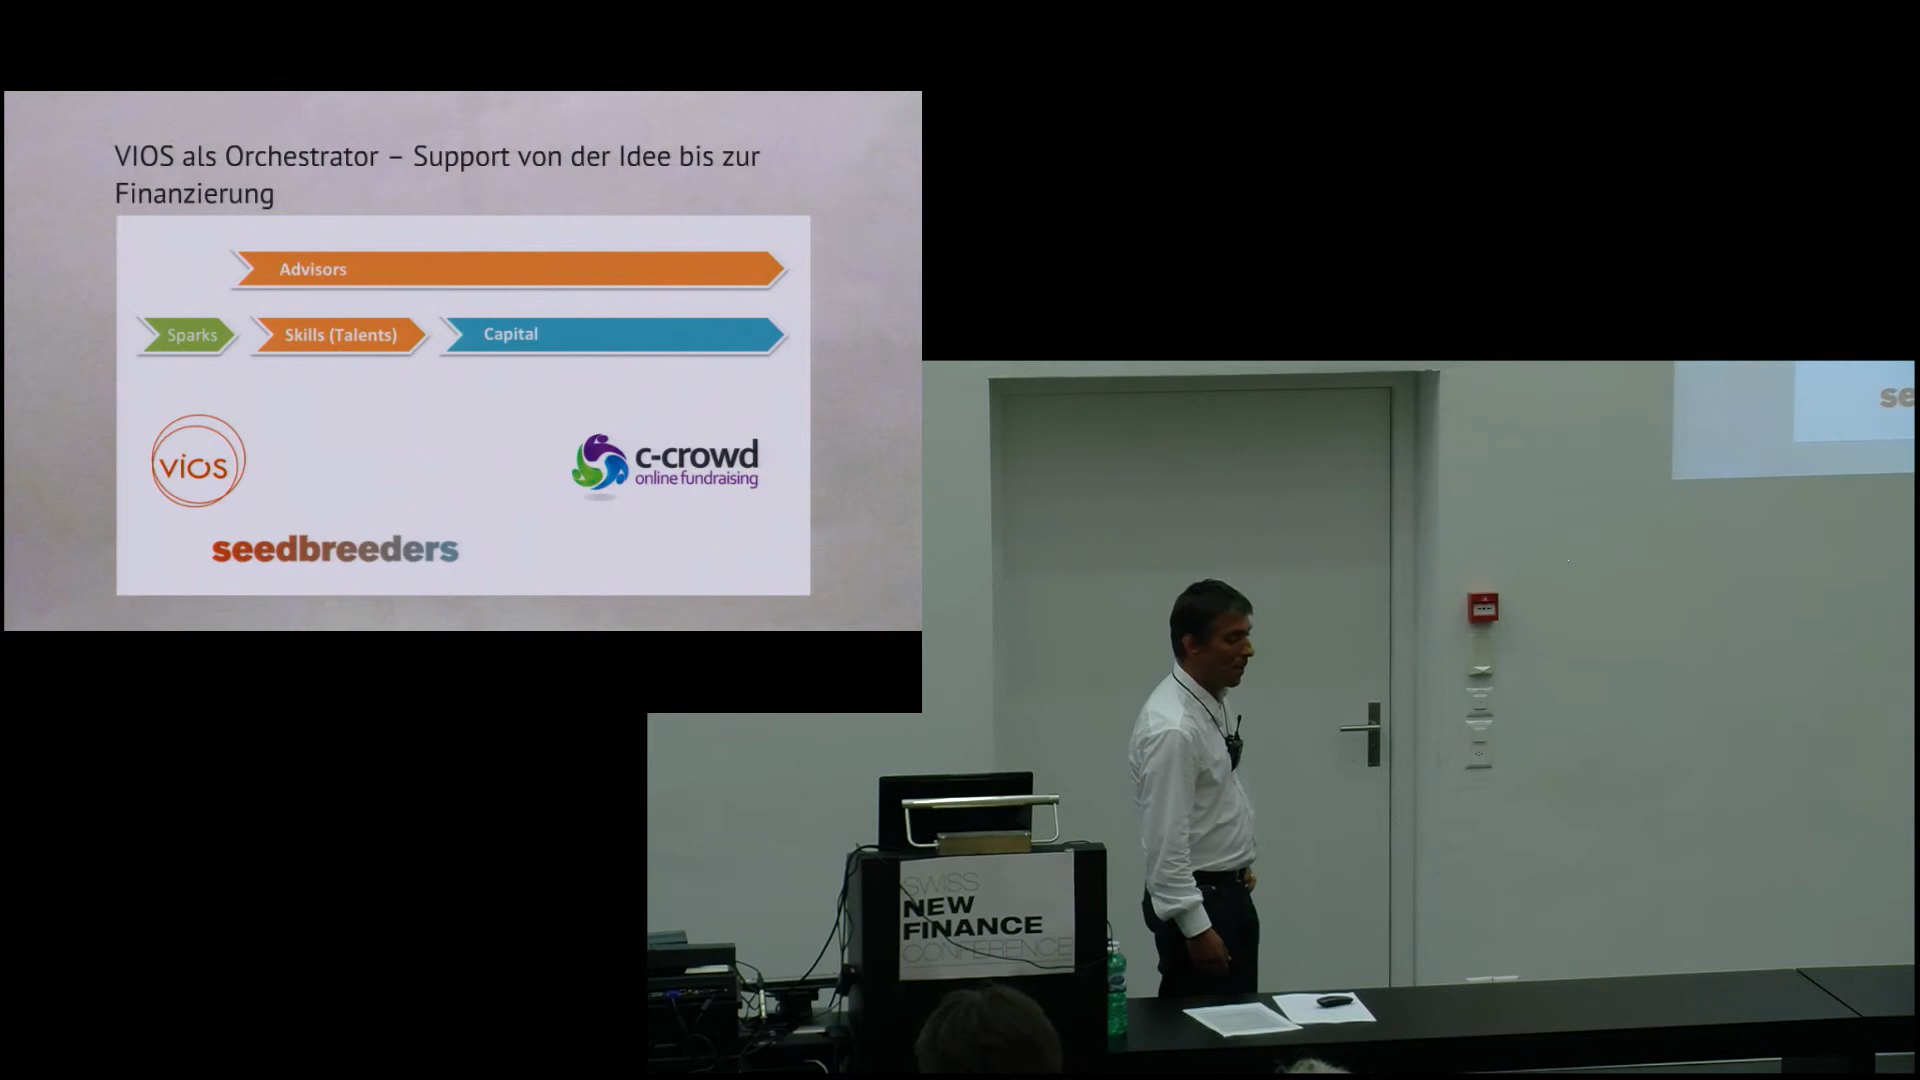 VIOS als Orchestrator – Support von der Idee bis zur
Finanzierung
Advisors
Sparks
Skills (Talents)
Capital
vios
c-crowd
online fundraising
seedbreeders
se
SWISS
NEW
FINANCE
CONFERENCE